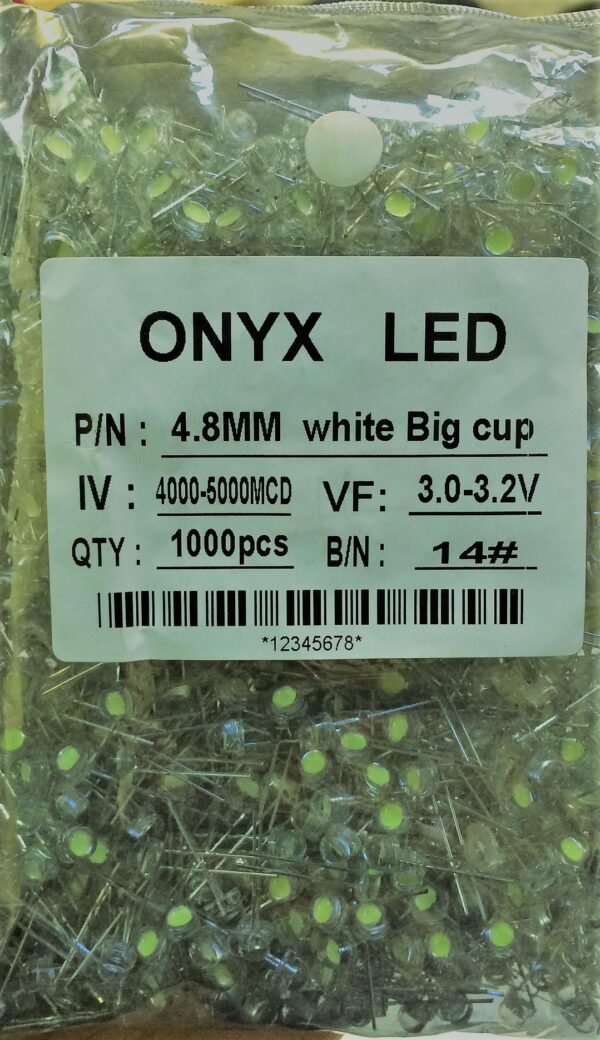 ONYX LED
P/N : 4.8MM white Big cup
IV : 4000-5000MCD VF: 3.0-3.2V
QTY : 1000pcs B/N : 14#
*12345678*